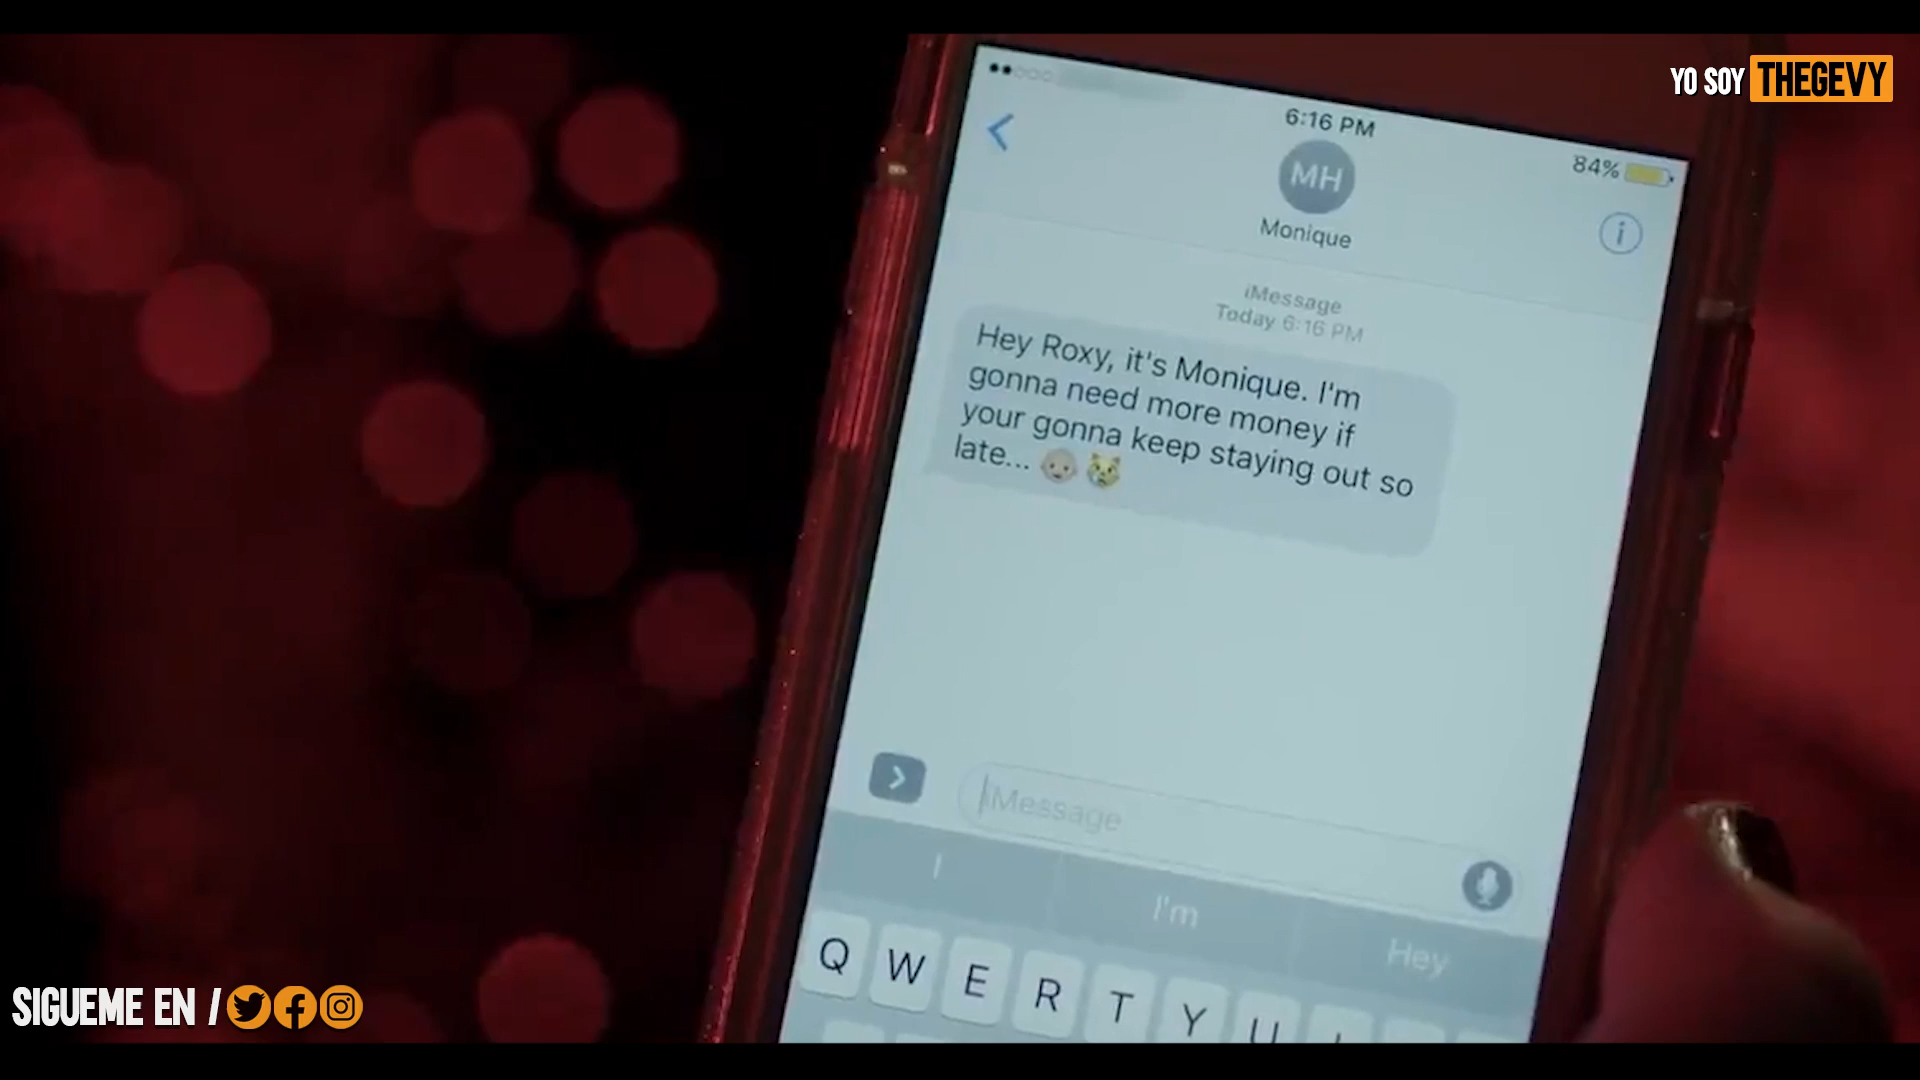 YO SOY THEGEVY
6:16 PM
84%
MH
Monique
iMessage
Today 6:16 PM
Hey Roxy, it's Monique. I'm
gonna need more money if
your gonna keep staying out so
late... 👶😿
iMessage
I
I'm
Hey
Q W E R T Y U
SIGUEME EN /